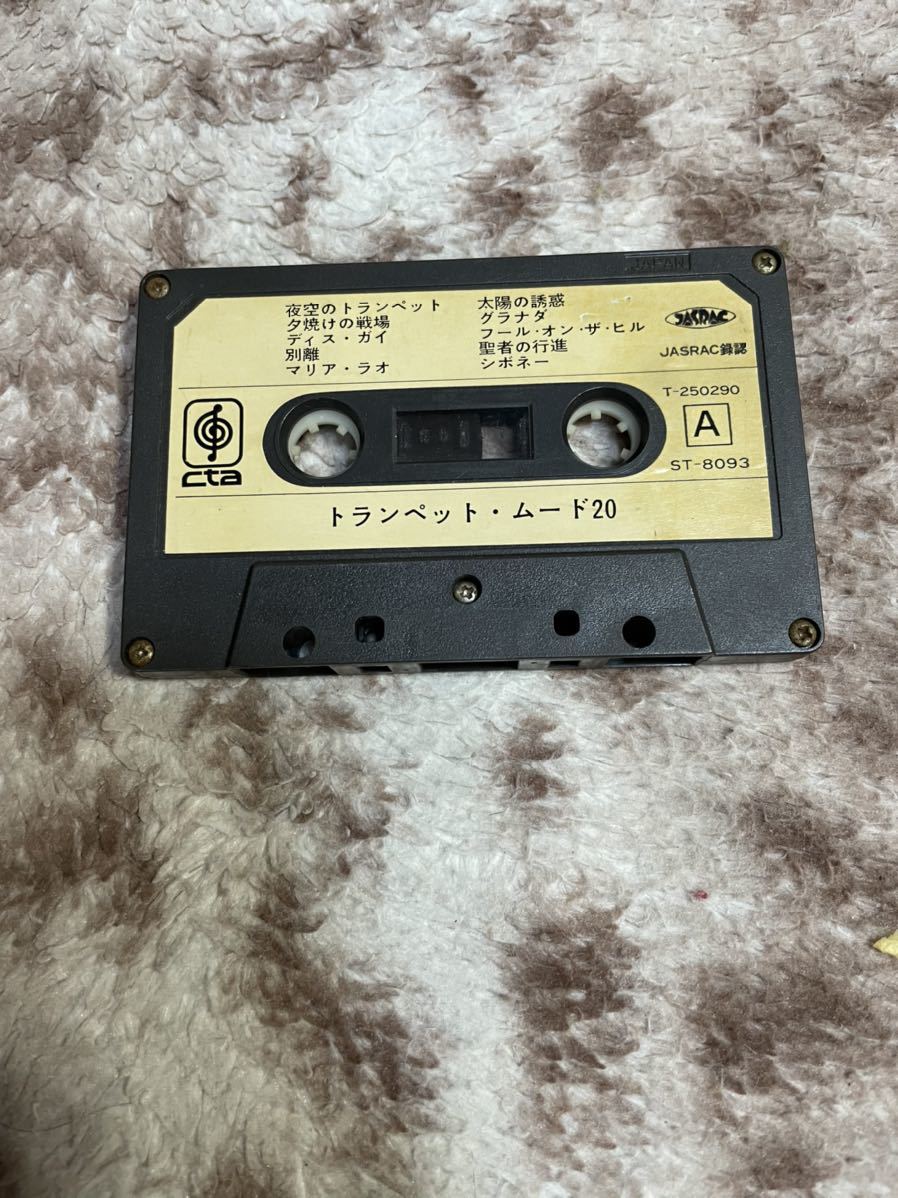 JAPAN
夜空のトランペット
夕焼けの戦場
ディス・ガイ
別離
マリア・ラオ
太陽の誘惑
グラナダ
フール・オン・ザ・ヒル
聖者の行進
シボネー
JASRAC
JASRAC録認
T-250290
A
ST-8093
cta
トランペット・ムード20